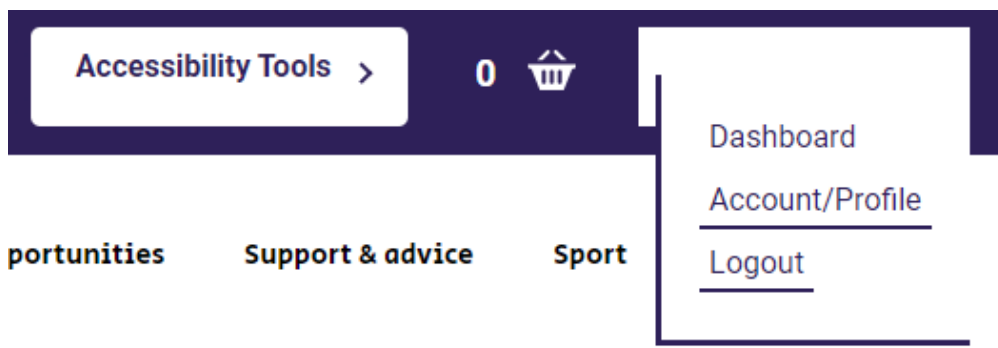 Accessibility Tools >
0
Dashboard
Account/Profile
Logout
portunities
Support & advice
Sport